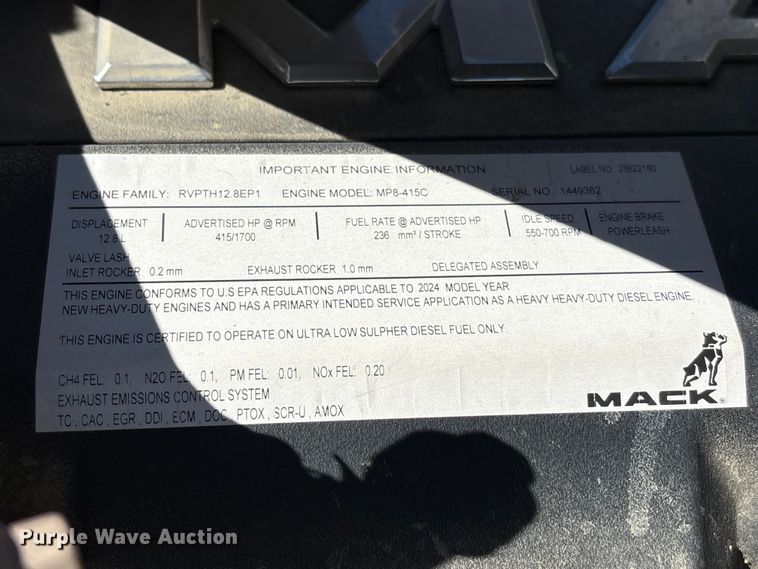 MA
IMPORTANT ENGINE INFORMATION LABEL NO 25822180
ENGINE FAMILY: RVPTH12.8EP1 ENGINE MODEL: MP8-415C SERIAL NO 1449362
DISPLACEMENT ADVERTISED HP @ RPM FUEL RATE @ ADVERTISED HP IDLE SPEED ENGINE BRAKE
12.8 L 415/1700 236 mm³ / STROKE 550-700 RPM POWERLEASH
VALVE LASH
INLET ROCKER 0.2 mm EXHAUST ROCKER 1.0 mm DELEGATED ASSEMBLY
THIS ENGINE CONFORMS TO U.S EPA REGULATIONS APPLICABLE TO 2024 MODEL YEAR
NEW HEAVY-DUTY ENGINES AND HAS A PRIMARY INTENDED SERVICE APPLICATION AS A HEAVY HEAVY-DUTY DIESEL ENGINE.
THIS ENGINE IS CERTIFIED TO OPERATE ON ULTRA LOW SULPHER DIESEL FUEL ONLY.
CH4 FEL: 0.1, N2O FEL: 0.1, PM FEL: 0.01, NOx FEL: 0.20
EXHAUST EMISSIONS CONTROL SYSTEM
TC , CAC , EGR , DDI , ECM , DOC , PTOX , SCR-U , AMOX
MACK®
Purple Wave Auction